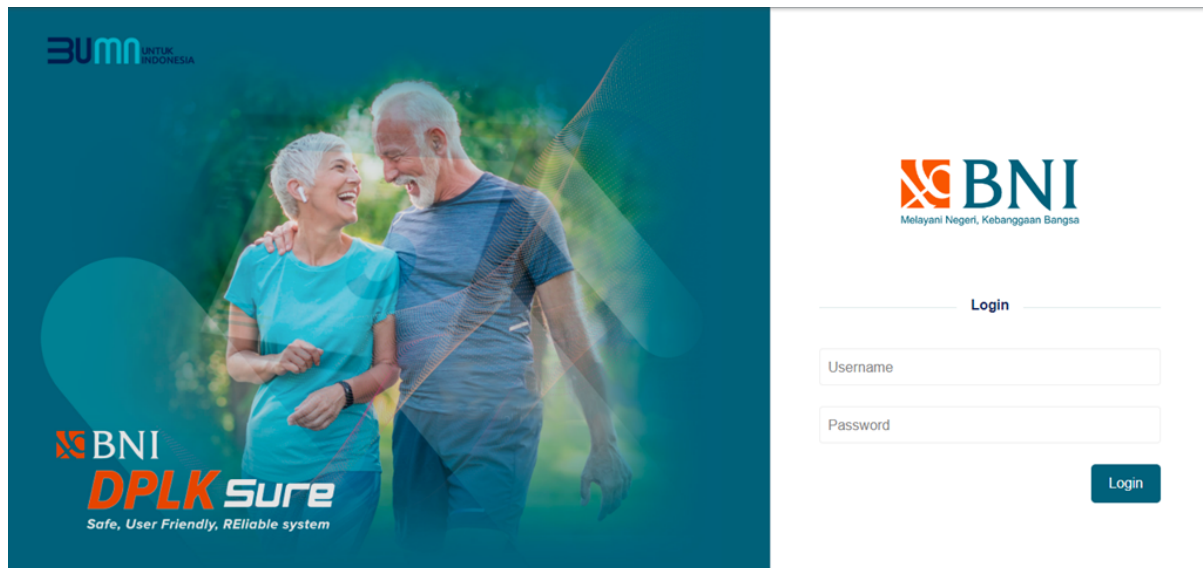 BUMN UNTUK
INDONESIA
BNI
DPLK Sure
Safe, User Friendly, REliable system
BNI
Melayani Negeri, Kebanggaan Bangsa
Login
Username
Password
Login